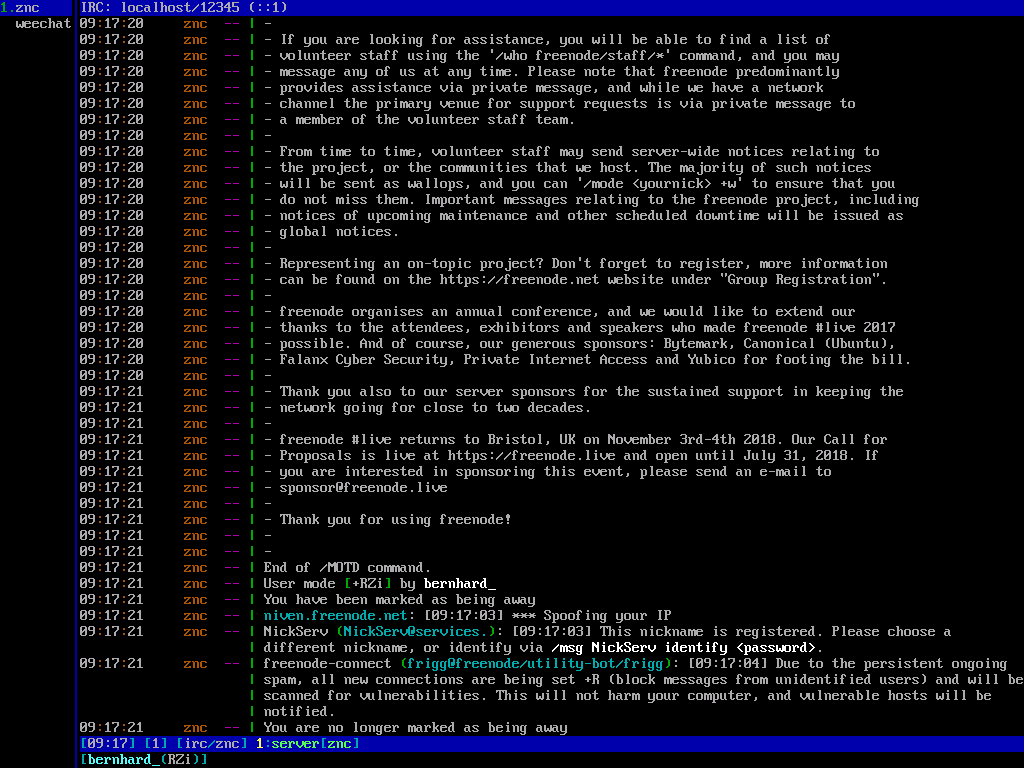 1.znc IRC: localhost/12345 (::1)
weechat 09:17:20 znc -- | -
09:17:20 znc -- | - If you are looking for assistance, you will be able to find a list of
09:17:20 znc -- | - volunteer staff using the '/who freenode/staff/*' command, and you may
09:17:20 znc -- | - message any of us at any time. Please note that freenode predominantly
09:17:20 znc -- | - provides assistance via private message, and while we have a network
09:17:20 znc -- | - channel the primary venue for support requests is via private message to
09:17:20 znc -- | - a member of the volunteer staff team.
09:17:20 znc -- | -
09:17:20 znc -- | - From time to time, volunteer staff may send server-wide notices relating to
09:17:20 znc -- | - the project, or the communities that we host. The majority of such notices
09:17:20 znc -- | - will be sent as wallops, and you can '/mode <yournick> +w' to ensure that you
09:17:20 znc -- | - do not miss them. Important messages relating to the freenode project, including
09:17:20 znc -- | - notices of upcoming maintenance and other scheduled downtime will be issued as
09:17:20 znc -- | - global notices.
09:17:20 znc -- | -
09:17:20 znc -- | - Representing an on-topic project? Don't forget to register, more information
09:17:20 znc -- | - can be found on the https://freenode.net website under "Group Registration".
09:17:20 znc -- | -
09:17:20 znc -- | - freenode organises an annual conference, and we would like to extend our
09:17:20 znc -- | - thanks to the attendees, exhibitors and speakers who made freenode #live 2017
09:17:20 znc -- | - possible. And of course, our generous sponsors: Bytemark, Canonical (Ubuntu),
09:17:20 znc -- | - Falanx Cyber Security, Private Internet Access and Yubico for footing the bill.
09:17:20 znc -- | -
09:17:21 znc -- | - Thank you also to our server sponsors for the sustained support in keeping the
09:17:21 znc -- | - network going for close to two decades.
09:17:21 znc -- | -
09:17:21 znc -- | - freenode #live returns to Bristol, UK on November 3rd-4th 2018. Our Call for
09:17:21 znc -- | - Proposals is live at https://freenode.live and open until July 31, 2018. If
09:17:21 znc -- | - you are interested in sponsoring this event, please send an e-mail to
09:17:21 znc -- | - sponsor@freenode.live
09:17:21 znc -- | -
09:17:21 znc -- | - Thank you for using freenode!
09:17:21 znc -- | -
09:17:21 znc -- | -
09:17:21 znc -- | End of /MOTD command.
09:17:21 znc -- | User mode [+RZi] by bernhard_
09:17:21 znc -- | You have been marked as being away
09:17:21 znc -- | niven.freenode.net: [09:17:03] *** Spoofing your IP
09:17:21 znc -- | NickServ (NickServ@services.): [09:17:03] This nickname is registered. Please choose a
| different nickname, or identify via /msg NickServ identify <password>.
09:17:21 znc -- | freenode-connect (frigg@freenode/utility-bot/frigg): [09:17:04] Due to the persistent ongoing
| spam, all new connections are being set +R (block messages from unidentified users) and will be
| scanned for vulnerabilities. This will not harm your computer, and vulnerable hosts will be
| notified.
09:17:21 znc -- | You are no longer marked as being away
[09:17] [1] [irc/znc] 1:server[znc]
[bernhard_(RZi)]